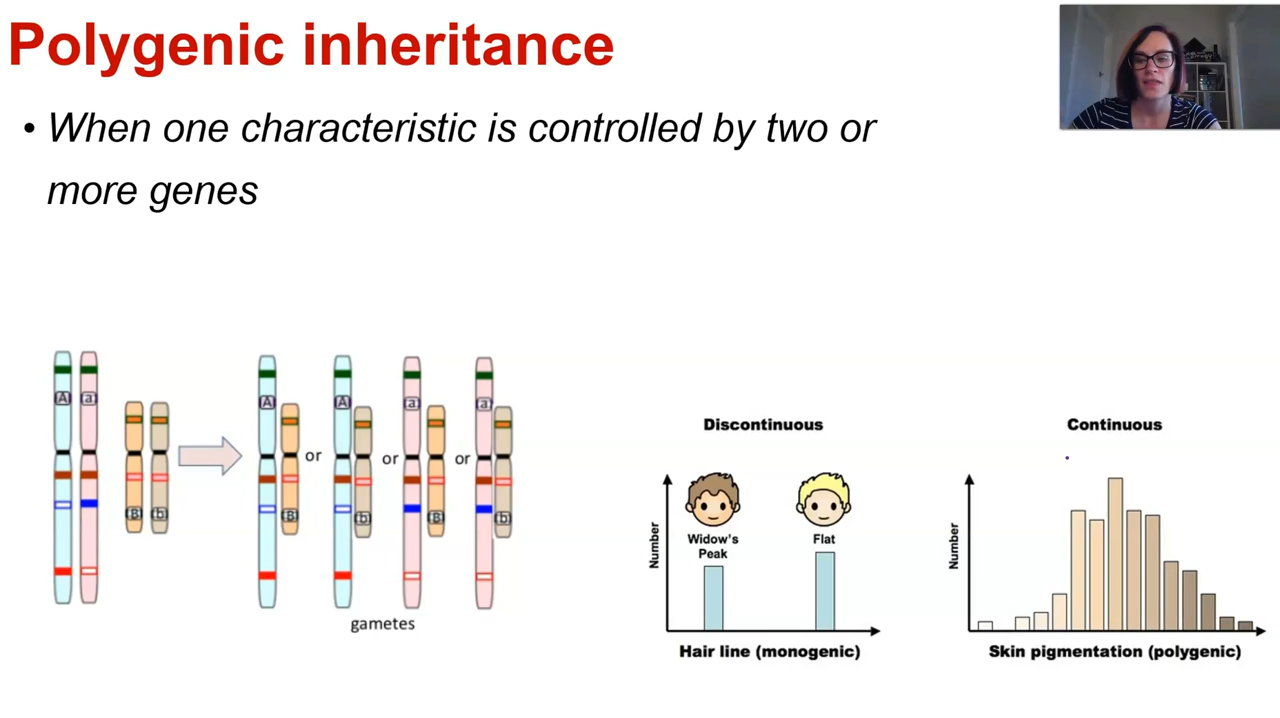 Polygenic inheritance
• When one characteristic is controlled by two or
more genes
A a
B b
A B or A b or a B or a b
gametes
Discontinuous
Number
Widow's
Peak
Flat
Hair line (monogenic)
Continuous
Number
Skin pigmentation (polygenic)